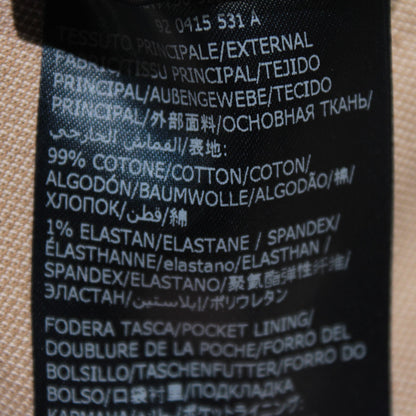 92 0415 531 A
TESSUTO PRINCIPALE/EXTERNAL
FABRIC/TISSU PRINCIPAL/TEJIDO
PRINCIPAL/AUßENGEWEBE/TECIDO
PRINCIPAL/外部面料/ОСНОВНАЯ ТКАНЬ/
القماش الخارجي/表地:
99% COTONE/COTTON/COTON/
ALGODÓN/BAUMWOLLE/ALGODÃO/棉/
ХЛОПОК/قطن/綿
1% ELASTAN/ELASTANE / SPANDEX/
ÉLASTHANNE/elastano/ELASTHAN /
SPANDEX/ELASTANO/聚氨酯弹性纤维/
ЭЛАСТАН/إيلاستين/ポリウレタン
FODERA TASCA/POCKET LINING/
DOUBLURE DE LA POCHE/FORRO DEL
BOLSILLO/TASCHENFUTTER/FORRO DO
BOLSO/口袋衬里/ПОДКЛАДКА